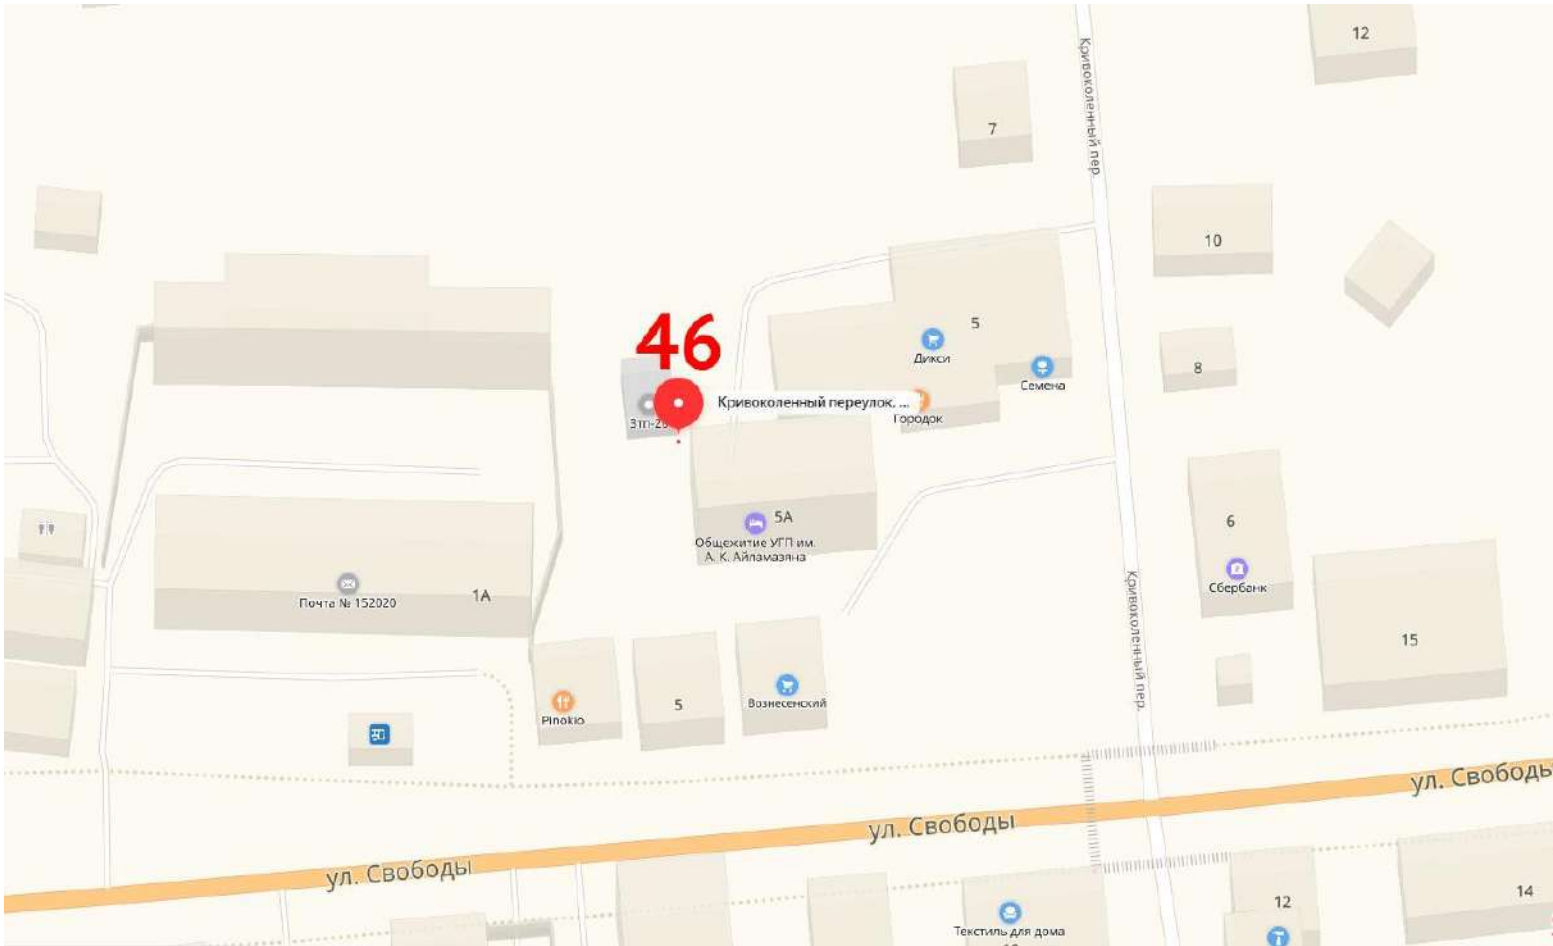 12
Кривоколенный пер.
7
10
46
5
Дикси
8
Семена
Кривоколенный переулок, ...
Городок
5А
Общежитие УГП им.
А. К. Айламазяна
6
Сбербанк
Почта № 152020
1А
Кривоколенный пер.
15
5
Вознесенский
Pinokio
ул. Свободы
ул. Свободы
ул. Свободы
14
12
Текстиль для дома